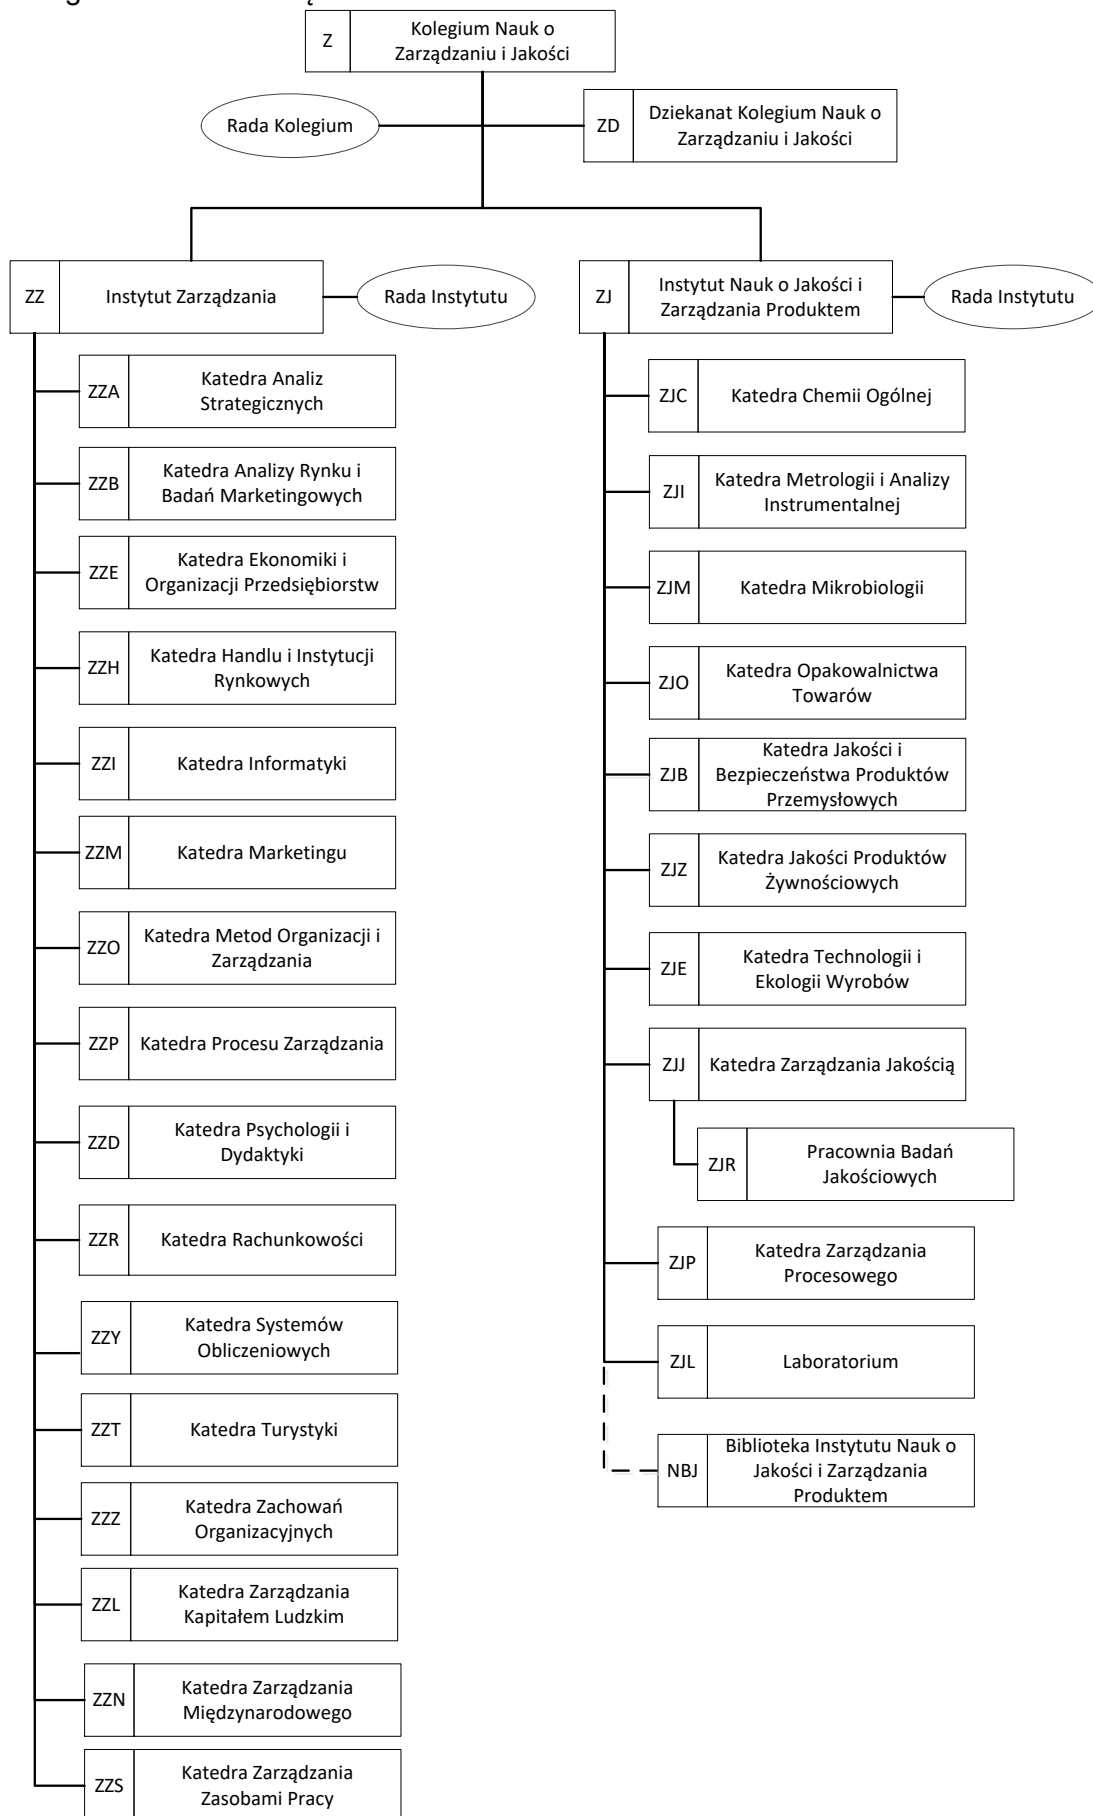 Z
Kolegium Nauk o
Zarządzaniu i Jakości
Rada Kolegium
ZD
Dziekanat Kolegium Nauk o
Zarządzaniu i Jakości
ZZ
Instytut Zarządzania
Rada Instytutu
ZJ
Instytut Nauk o Jakości i
Zarządzania Produktem
Rada Instytutu
ZZA
Katedra Analiz
Strategicznych
ZZB
Katedra Analizy Rynku i
Badań Marketingowych
ZZE
Katedra Ekonomiki i
Organizacji Przedsiębiorstw
ZZH
Katedra Handlu i Instytucji
Rynkowych
ZZI
Katedra Informatyki
ZZM
Katedra Marketingu
ZZO
Katedra Metod Organizacji i
Zarządzania
ZZP
Katedra Procesu Zarządzania
ZZD
Katedra Psychologii i
Dydaktyki
ZZR
Katedra Rachunkowości
ZZY
Katedra Systemów
Obliczeniowych
ZZT
Katedra Turystyki
ZZZ
Katedra Zachowań
Organizacyjnych
ZZL
Katedra Zarządzania
Kapitałem Ludzkim
ZZN
Katedra Zarządzania
Międzynarodowego
ZZS
Katedra Zarządzania
Zasobami Pracy
ZJC
Katedra Chemii Ogólnej
ZJI
Katedra Metrologii i Analizy
Instrumentalnej
ZJM
Katedra Mikrobiologii
ZJO
Katedra Opakowalnictwa
Towarów
ZJB
Katedra Jakości i
Bezpieczeństwa Produktów
Przemysłowych
ZJZ
Katedra Jakości Produktów
Żywnościowych
ZJE
Katedra Technologii i
Ekologii Wyrobów
ZJJ
Katedra Zarządzania Jakością
ZJR
Pracownia Badań
Jakościowych
ZJP
Katedra Zarządzania
Procesowego
ZJL
Laboratorium
NBJ
Biblioteka Instytutu Nauk o
Jakości i Zarządzania
Produktem